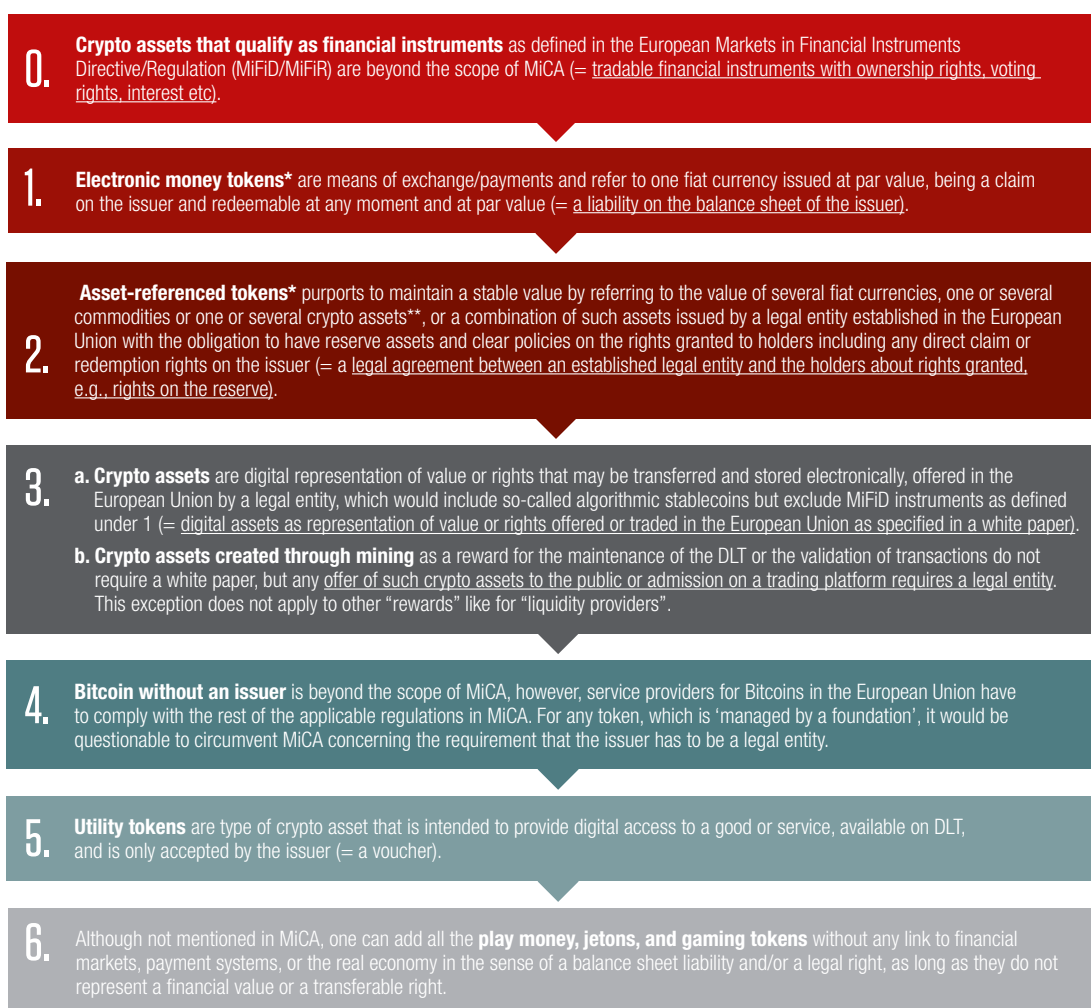 0.
Crypto assets that qualify as financial instruments as defined in the European Markets in Financial Instruments
Directive/Regulation (MiFiD/MiFiR) are beyond the scope of MiCA (= tradable financial instruments with ownership rights, voting
rights, interest etc).
1.
Electronic money tokens* are means of exchange/payments and refer to one fiat currency issued at par value, being a claim
on the issuer and redeemable at any moment and at par value (= a liability on the balance sheet of the issuer).
2.
Asset-referenced tokens* purports to maintain a stable value by referring to the value of several fiat currencies, one or several
commodities or one or several crypto assets**, or a combination of such assets issued by a legal entity established in the European
Union with the obligation to have reserve assets and clear policies on the rights granted to holders including any direct claim or
redemption rights on the issuer (= a legal agreement between an established legal entity and the holders about rights granted,
e.g., rights on the reserve).
3.
a. Crypto assets are digital representation of value or rights that may be transferred and stored electronically, offered in the
European Union by a legal entity, which would include so-called algorithmic stablecoins but exclude MiFiD instruments as defined
under 1 (= digital assets as representation of value or rights offered or traded in the European Union as specified in a white paper).
b. Crypto assets created through mining as a reward for the maintenance of the DLT or the validation of transactions do not
require a white paper, but any offer of such crypto assets to the public or admission on a trading platform requires a legal entity.
This exception does not apply to other “rewards” like for “liquidity providers”.
4.
Bitcoin without an issuer is beyond the scope of MiCA, however, service providers for Bitcoins in the European Union have
to comply with the rest of the applicable regulations in MiCA. For any token, which is ‘managed by a foundation’, it would be
questionable to circumvent MiCA concerning the requirement that the issuer has to be a legal entity.
5.
Utility tokens are type of crypto asset that is intended to provide digital access to a good or service, available on DLT,
and is only accepted by the issuer (= a voucher).
6.
Although not mentioned in MiCA, one can add all the play money, jetons, and gaming tokens without any link to financial
markets, payment systems, or the real economy in the sense of a balance sheet liability and/or a legal right, as long as they do not
represent a financial value or a transferable right.